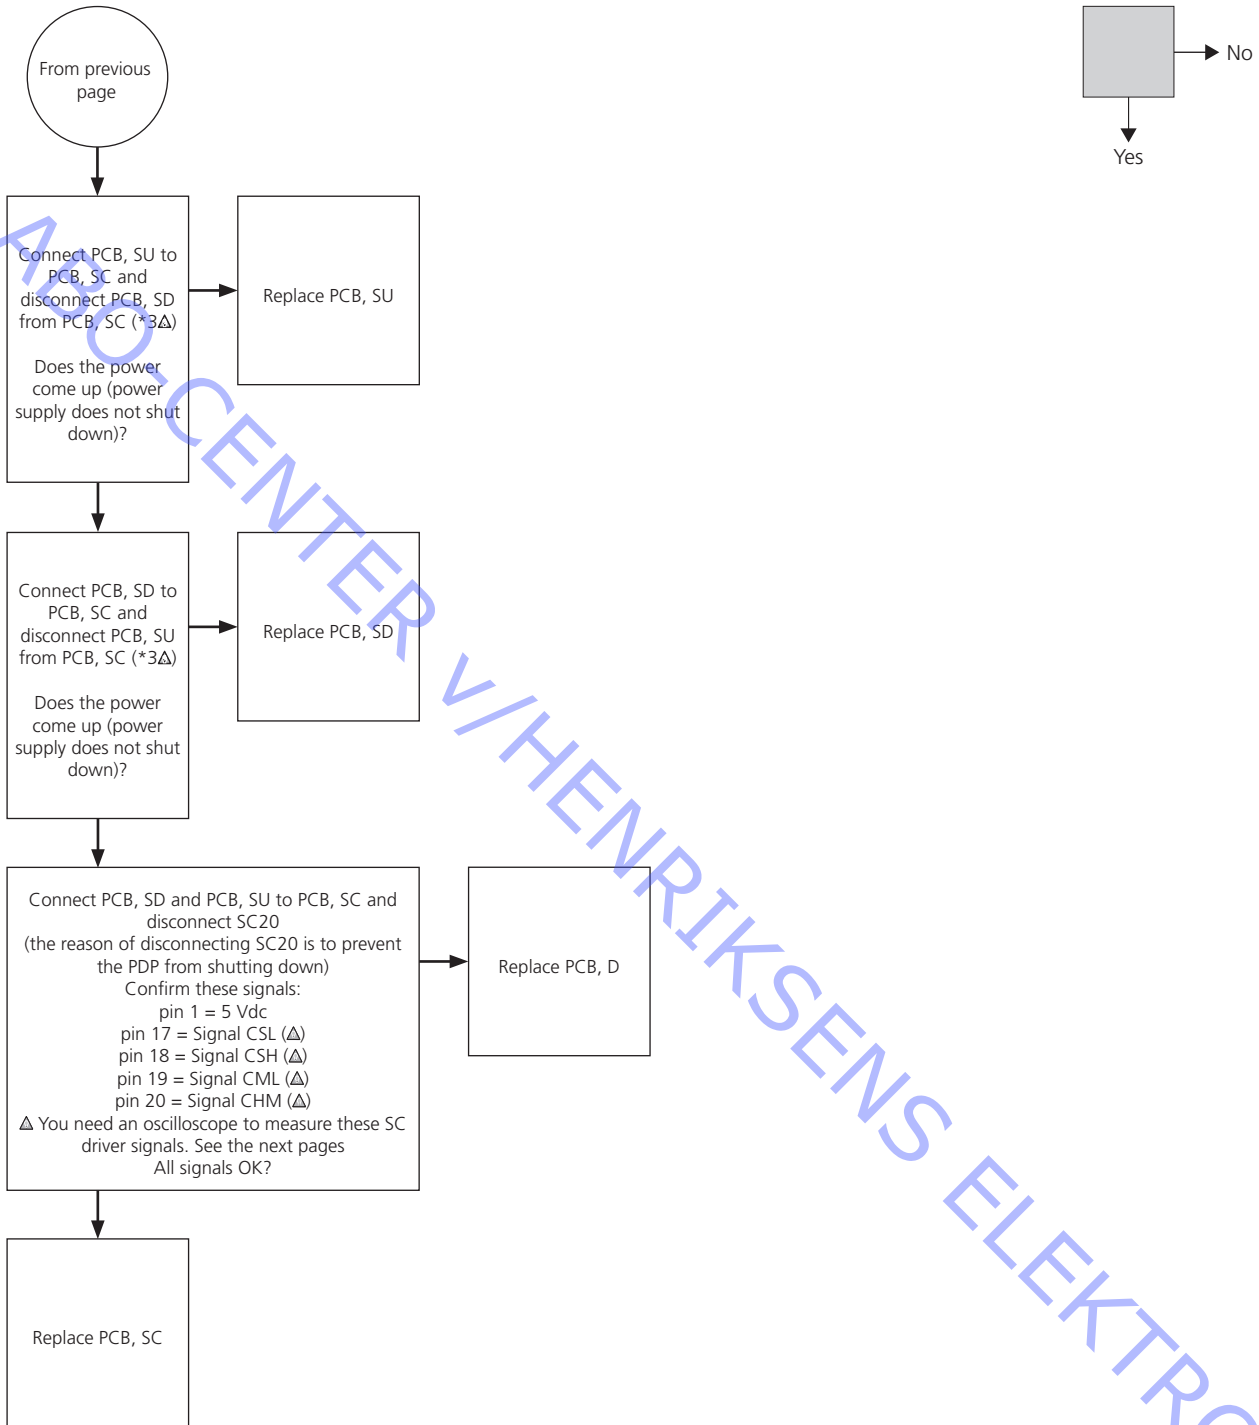 From previous
page
No
Yes
Connect PCB, SU to
PCB, SC and
disconnect PCB, SD
from PCB, SC (*3⚠)
Does the power
come up (power
supply does not shut
down)?
Replace PCB, SU
Connect PCB, SD to
PCB, SC and
disconnect PCB, SU
from PCB, SC (*3⚠)
Does the power
come up (power
supply does not shut
down)?
Replace PCB, SD
Connect PCB, SD and PCB, SU to PCB, SC and
disconnect SC20
(the reason of disconnecting SC20 is to prevent
the PDP from shutting down)
Confirm these signals:
pin 1 = 5 Vdc
pin 17 = Signal CSL (⚠)
pin 18 = Signal CSH (⚠)
pin 19 = Signal CML (⚠)
pin 20 = Signal CHM (⚠)
⚠ You need an oscilloscope to measure these SC
driver signals. See the next pages
All signals OK?
Replace PCB, D
Replace PCB, SC
ABO-CENTER v/HENRIKSENS ELEKTRO